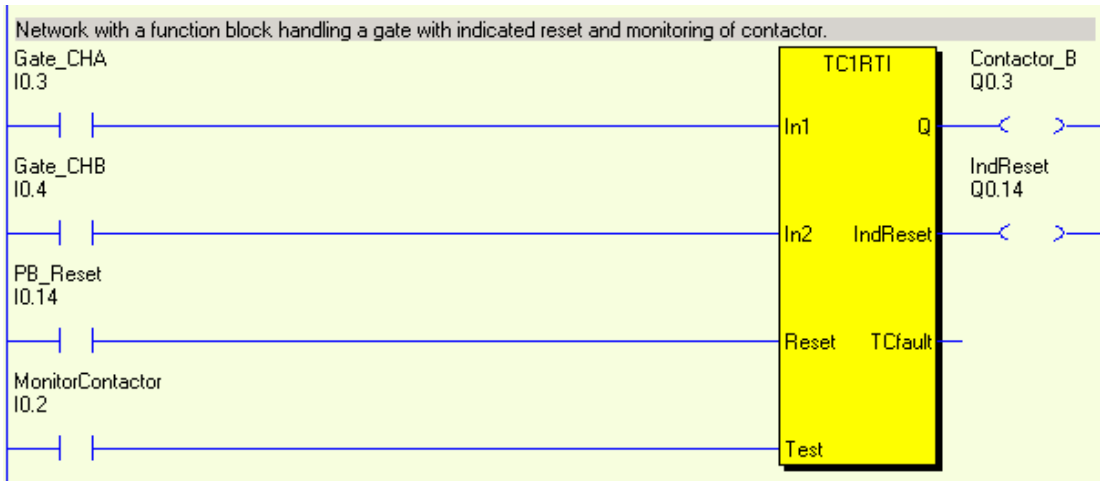 Network with a function block handling a gate with indicated reset and monitoring of contactor.
Gate_CHA
I0.3
TC1RTI
Contactor_B
Q0.3
In1 Q
Gate_CHB
I0.4
IndReset
Q0.14
In2 IndReset
PB_Reset
I0.14
Reset TCfault
MonitorContactor
I0.2
Test